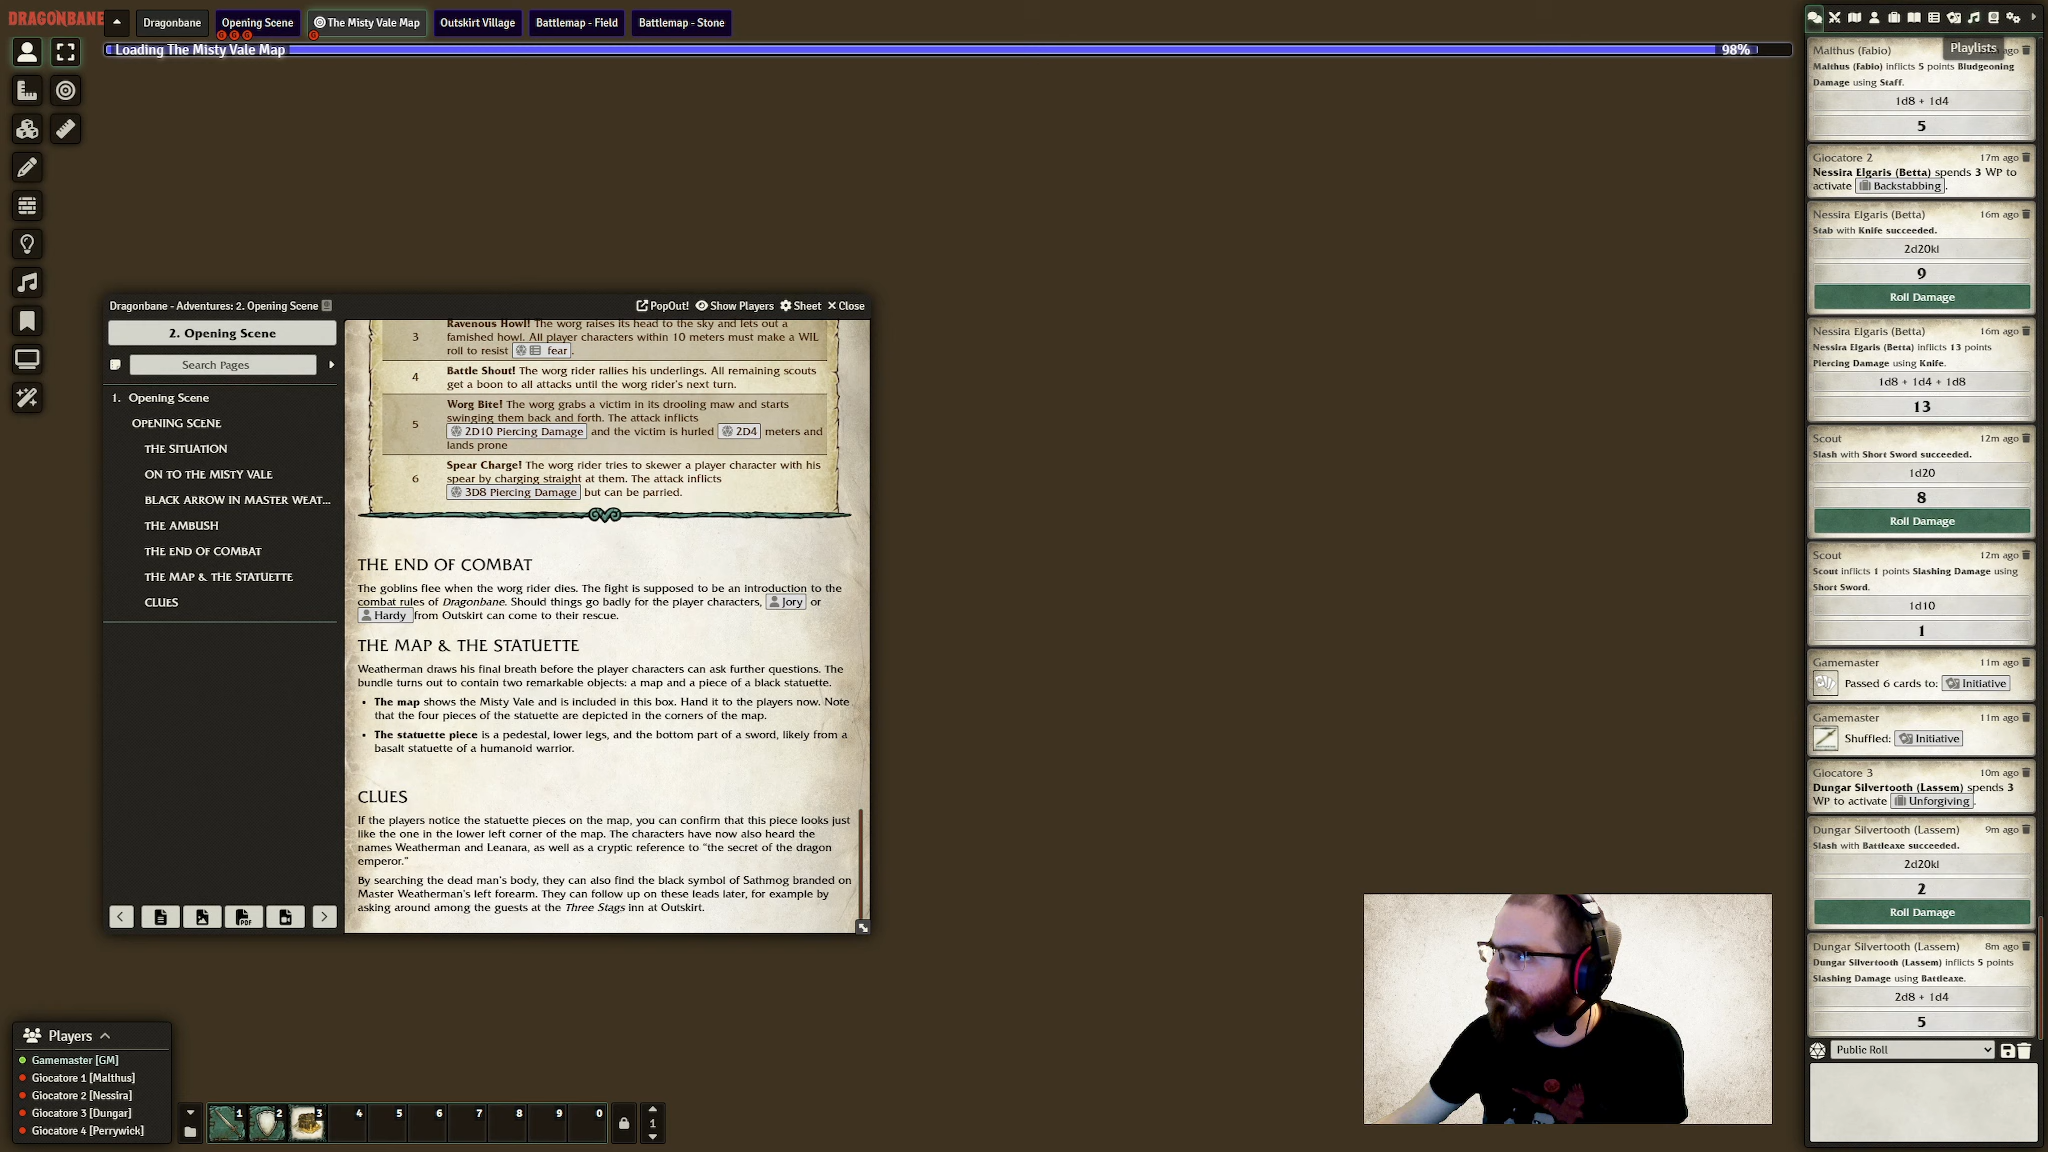 DRAGONBANE
Dragonbane
Opening Scene
G G G
The Misty Vale Map
G
Outskirt Village
Battlemap - Field
Battlemap - Stone
Loading The Misty Vale Map
98%
Dragonbane - Adventures: 2. Opening Scene
PopOut!
Show Players
Sheet
Close
2. Opening Scene
Search Pages
1. Opening Scene
OPENING SCENE
THE SITUATION
ON TO THE MISTY VALE
BLACK ARROW IN MASTER WEAT...
THE AMBUSH
THE END OF COMBAT
THE MAP & THE STATUETTE
CLUES
PDF
Ravenous Howl! The worg raises its head to the sky and lets out a
3 famished howl. All player characters within 10 meters must make a WIL
roll to resist fear .
4 Battle Shout! The worg rider rallies his underlings. All remaining scouts
get a boon to all attacks until the worg rider's next turn.
Worg Bite! The worg grabs a victim in its drooling maw and starts
swinging them back and forth. The attack inflicts
5
2D10 Piercing Damage and the victim is hurled 2D4 meters and
lands prone
Spear Charge! The worg rider tries to skewer a player character with his
6 spear by charging straight at them. The attack inflicts
3D8 Piercing Damage but can be parried.
THE END OF COMBAT
The goblins flee when the worg rider dies. The fight is supposed to be an introduction to the
combat rules of Dragonbane. Should things go badly for the player characters, Jory or
Hardy from Outskirt can come to their rescue.
THE MAP & THE STATUETTE
Weatherman draws his final breath before the player characters can ask further questions. The
bundle turns out to contain two remarkable objects: a map and a piece of a black statuette.
• The map shows the Misty Vale and is included in this box. Hand it to the players now. Note
that the four pieces of the statuette are depicted in the corners of the map.
• The statuette piece is a pedestal, lower legs, and the bottom part of a sword, likely from a
basalt statuette of a humanoid warrior.
CLUES
If the players notice the statuette pieces on the map, you can confirm that this piece looks just
like the one in the lower left corner of the map. The characters have now also heard the
names Weatherman and Leanara, as well as a cryptic reference to "the secret of the dragon
emperor."
By searching the dead man's body, they can also find the black symbol of Sathmog branded on
Master Weatherman's left forearm. They can follow up on these leads later, for example by
asking around among the guests at the Three Stags inn at Outskirt.
Players
Gamemaster [GM]
Giocatore 1 [Malthus]
Giocatore 2 [Nessira]
Giocatore 3 [Dungar]
Giocatore 4 [Perrywick]
1 2 3 4 5 6 7 8 9 0
1
Playlists
Malthus (Fabio) ago
Malthus (Fabio) inflicts 5 points Bludgeoning
Damage using Staff.
1d8 + 1d4
5
Giocatore 2 17m ago
Nessira Elgaris (Betta) spends 3 WP to
activate Backstabbing .
Nessira Elgaris (Betta) 16m ago
Stab with Knife succeeded.
2d20kl
9
Roll Damage
Nessira Elgaris (Betta) 16m ago
Nessira Elgaris (Betta) inflicts 13 points
Piercing Damage using Knife.
1d8 + 1d4 + 1d8
13
Scout 12m ago
Slash with Short Sword succeeded.
1d20
8
Roll Damage
Scout 12m ago
Scout inflicts 1 points Slashing Damage using
Short Sword.
1d10
1
Gamemaster 11m ago
Passed 6 cards to: Initiative
Gamemaster 11m ago
Shuffled: Initiative
Giocatore 3 10m ago
Dungar Silvertooth (Lassem) spends 3
WP to activate Unforgiving .
Dungar Silvertooth (Lassem) 9m ago
Slash with Battleaxe succeeded.
2d20kl
2
Roll Damage
Dungar Silvertooth (Lassem) 8m ago
Dungar Silvertooth (Lassem) inflicts 5 points
Slashing Damage using Battleaxe.
2d8 + 1d4
5
Public Roll